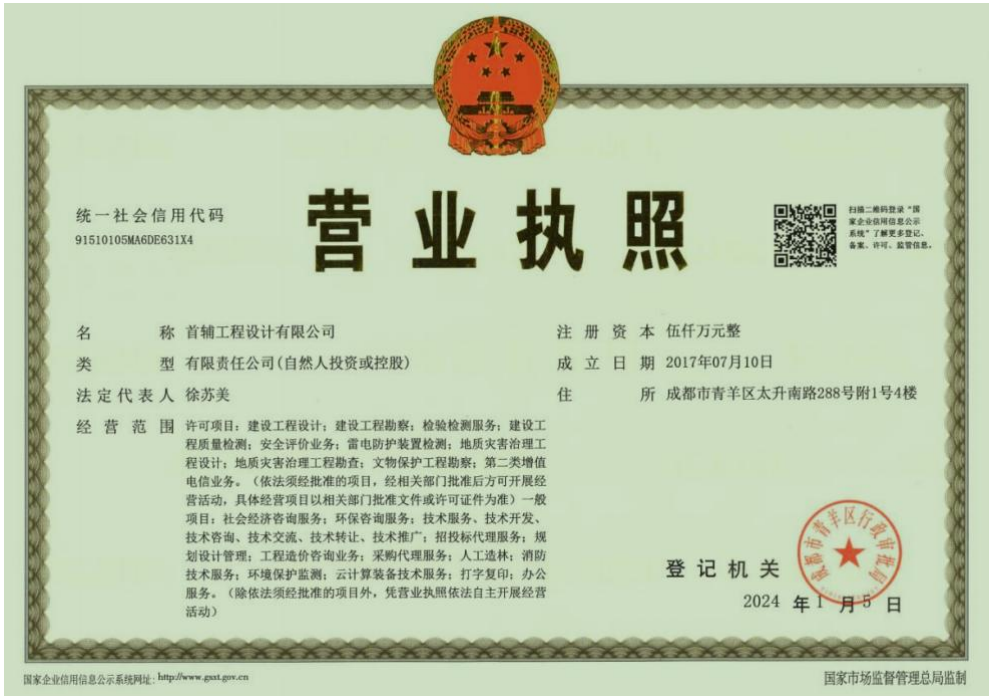 营业执照
统一社会信用代码
91510105MA6DE631X4
扫描二维码登录“国
家企业信用信息公示
系统”了解更多登记、
备案、许可、监管信息。
名 称 首辅工程设计有限公司
类 型 有限责任公司(自然人投资或控股)
法定代表人 徐苏美
经营范围 许可项目：建设工程设计；建设工程勘察；检验检测服务；建设工
程质量检测；安全评价业务；雷电防护装置检测；地质灾害治理工
程设计；地质灾害治理工程勘查；文物保护工程勘察；第二类增值
电信业务。（依法须经批准的项目，经相关部门批准后方可开展经
营活动，具体经营项目以相关部门批准文件或许可证件为准）一般
项目：社会经济咨询服务；环保咨询服务；技术服务、技术开发、
技术咨询、技术交流、技术转让、技术推广；招投标代理服务；规
划设计管理；工程造价咨询业务；采购代理服务；人工造林；消防
技术服务；环境保护监测；云计算装备技术服务；打字复印；办公
服务。（除依法须经批准的项目外，凭营业执照依法自主开展经营
活动）
注册资本 伍仟万元整
成立日期 2017年07月10日
住 所 成都市青羊区太升南路288号附1号4楼
登记机关
成都市青羊区行政审批局
2024 年 1 月 5 日
国家企业信用信息公示系统网址：http://www.gsxt.gov.cn
国家市场监督管理总局监制